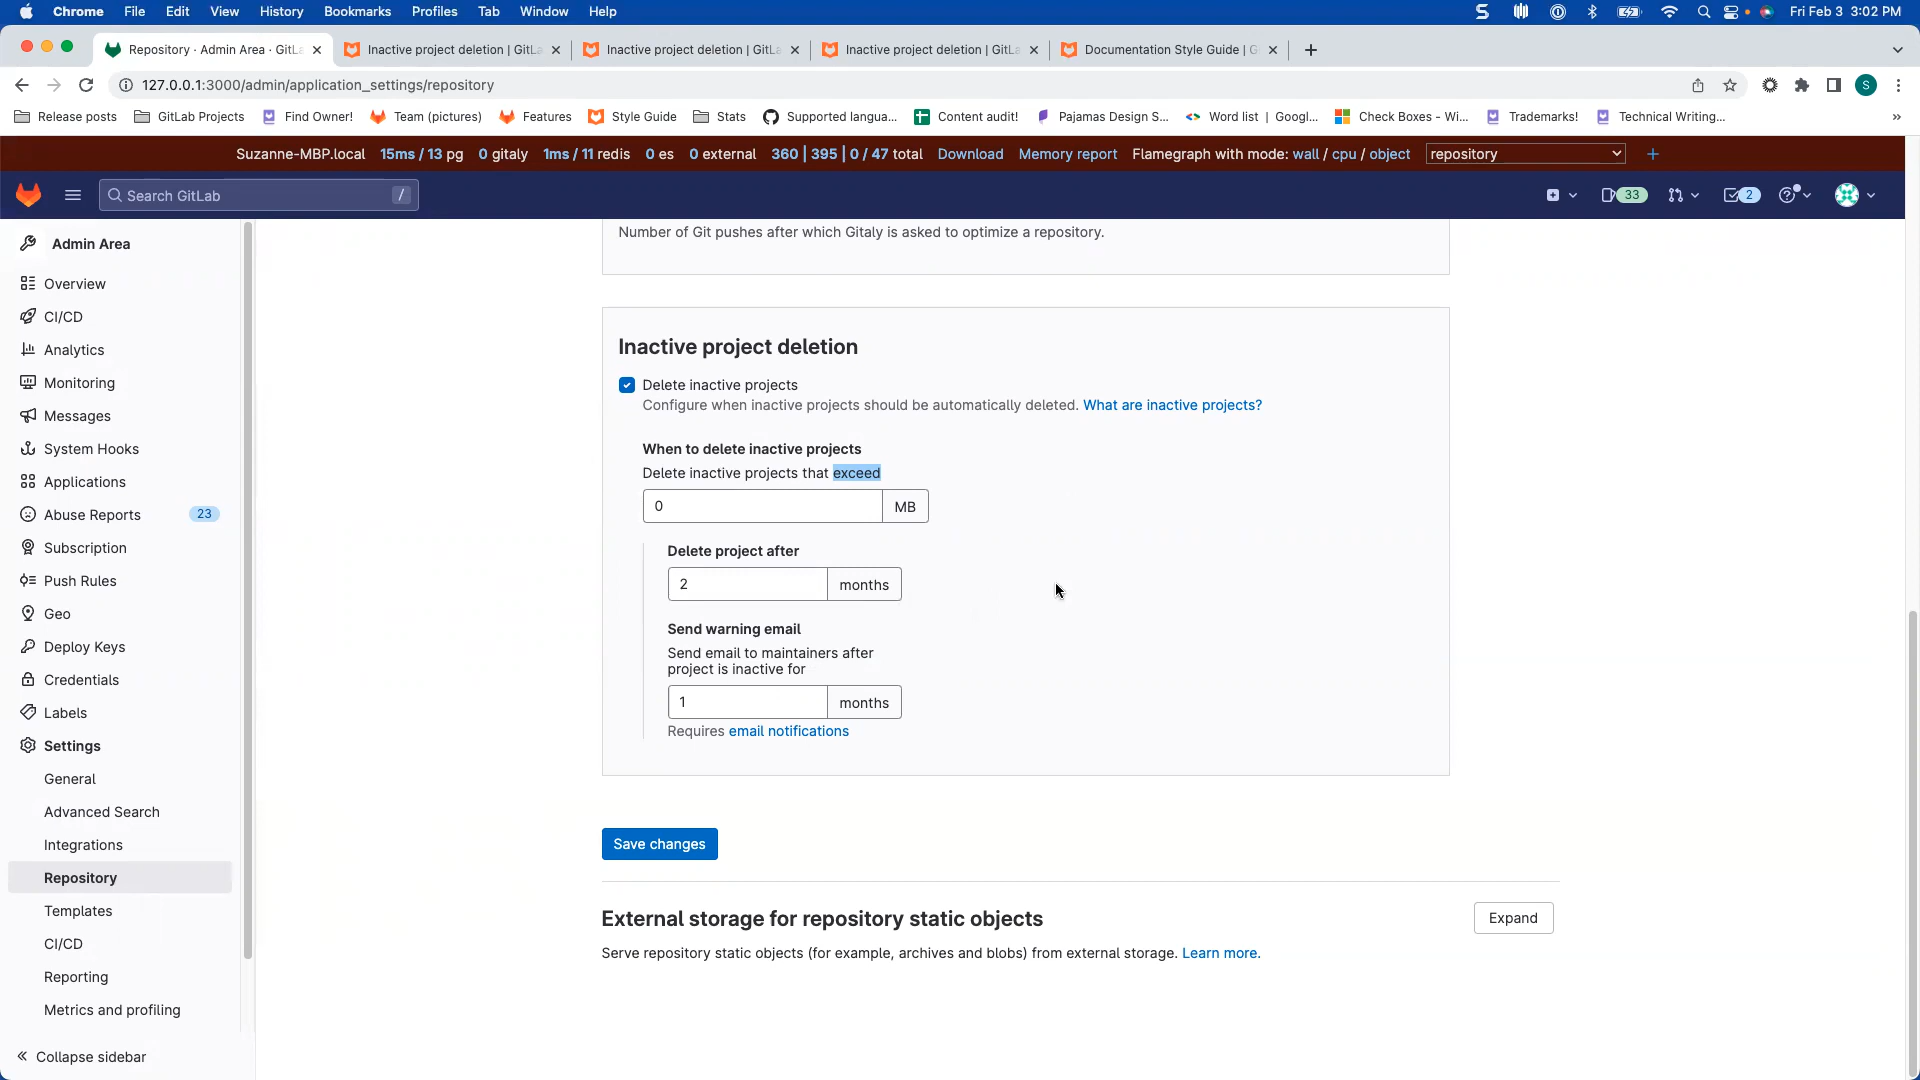 Chrome File Edit View History Bookmarks Profiles Tab Window Help Fri Feb 3 3:02 PM
Repository · Admin Area · GitL Inactive project deletion | GitLa Inactive project deletion | GitLa Inactive project deletion | GitLa Documentation Style Guide | G
127.0.0.1:3000/admin/application_settings/repository S
Release posts GitLab Projects Find Owner! Team (pictures) Features Style Guide Stats Supported langua... Content audit! Pajamas Design S... Word list | Googl... Check Boxes - Wi... Trademarks! Technical Writing... »
Suzanne-MBP.local 15ms / 13 pg 0 gitaly 1ms / 11 redis 0 es 0 external 360 | 395 | 0 / 47 total Download Memory report Flamegraph with mode: wall / cpu / object repository +
Search GitLab / 33 2
Admin Area
Overview
CI/CD
Analytics
Monitoring
Messages
System Hooks
Applications
Abuse Reports 23
Subscription
Push Rules
Geo
Deploy Keys
Credentials
Labels
Settings
General
Advanced Search
Integrations
Repository
Templates
CI/CD
Reporting
Metrics and profiling
Collapse sidebar
Number of Git pushes after which Gitaly is asked to optimize a repository.
Inactive project deletion
Delete inactive projects
Configure when inactive projects should be automatically deleted. What are inactive projects?
When to delete inactive projects
Delete inactive projects that exceed
0 MB
Delete project after
2 months
Send warning email
Send email to maintainers after
project is inactive for
1 months
Requires email notifications
Save changes
External storage for repository static objects Expand
Serve repository static objects (for example, archives and blobs) from external storage. Learn more.